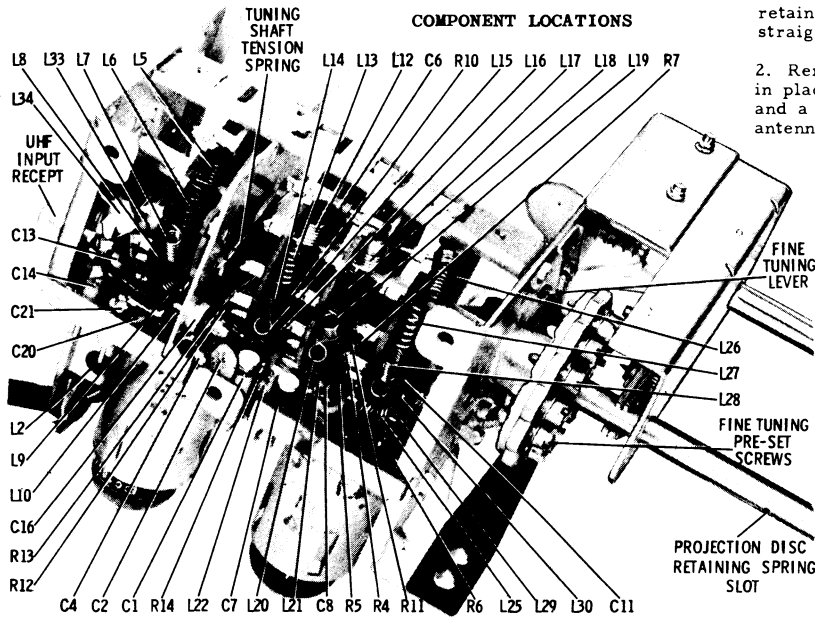 COMPONENT LOCATIONS
retain
straig
2. Rem
in plac
and a
antenn
TUNING
SHAFT
TENSION
SPRING
L8 L33 L7 L6 L5 L14 L13 L12 C6 R10 L15 L16 L17 L18 L19 R7
L34
UHF
INPUT
RECEPT
C13
C14
C21
C20
L2
L9
L10
C16
R13
R12
C4 C2 C1 R14 L22 C7 L20 L21 C8 R5 R4 R11 R6 L25 L29 L30 C11
FINE
TUNING
LEVER
L26
L27
L28
FINE TUNING
PRE-SET
SCREWS
PROJECTION DISC
RETAINING SPRING
SLOT